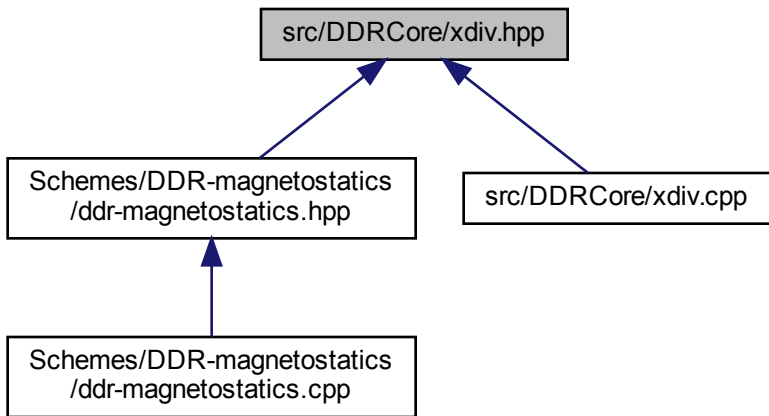 src/DDRCore/xdiv.hpp
Schemes/DDR-magnetostatics
/ddr-magnetostatics.hpp
src/DDRCore/xdiv.cpp
Schemes/DDR-magnetostatics
/ddr-magnetostatics.cpp